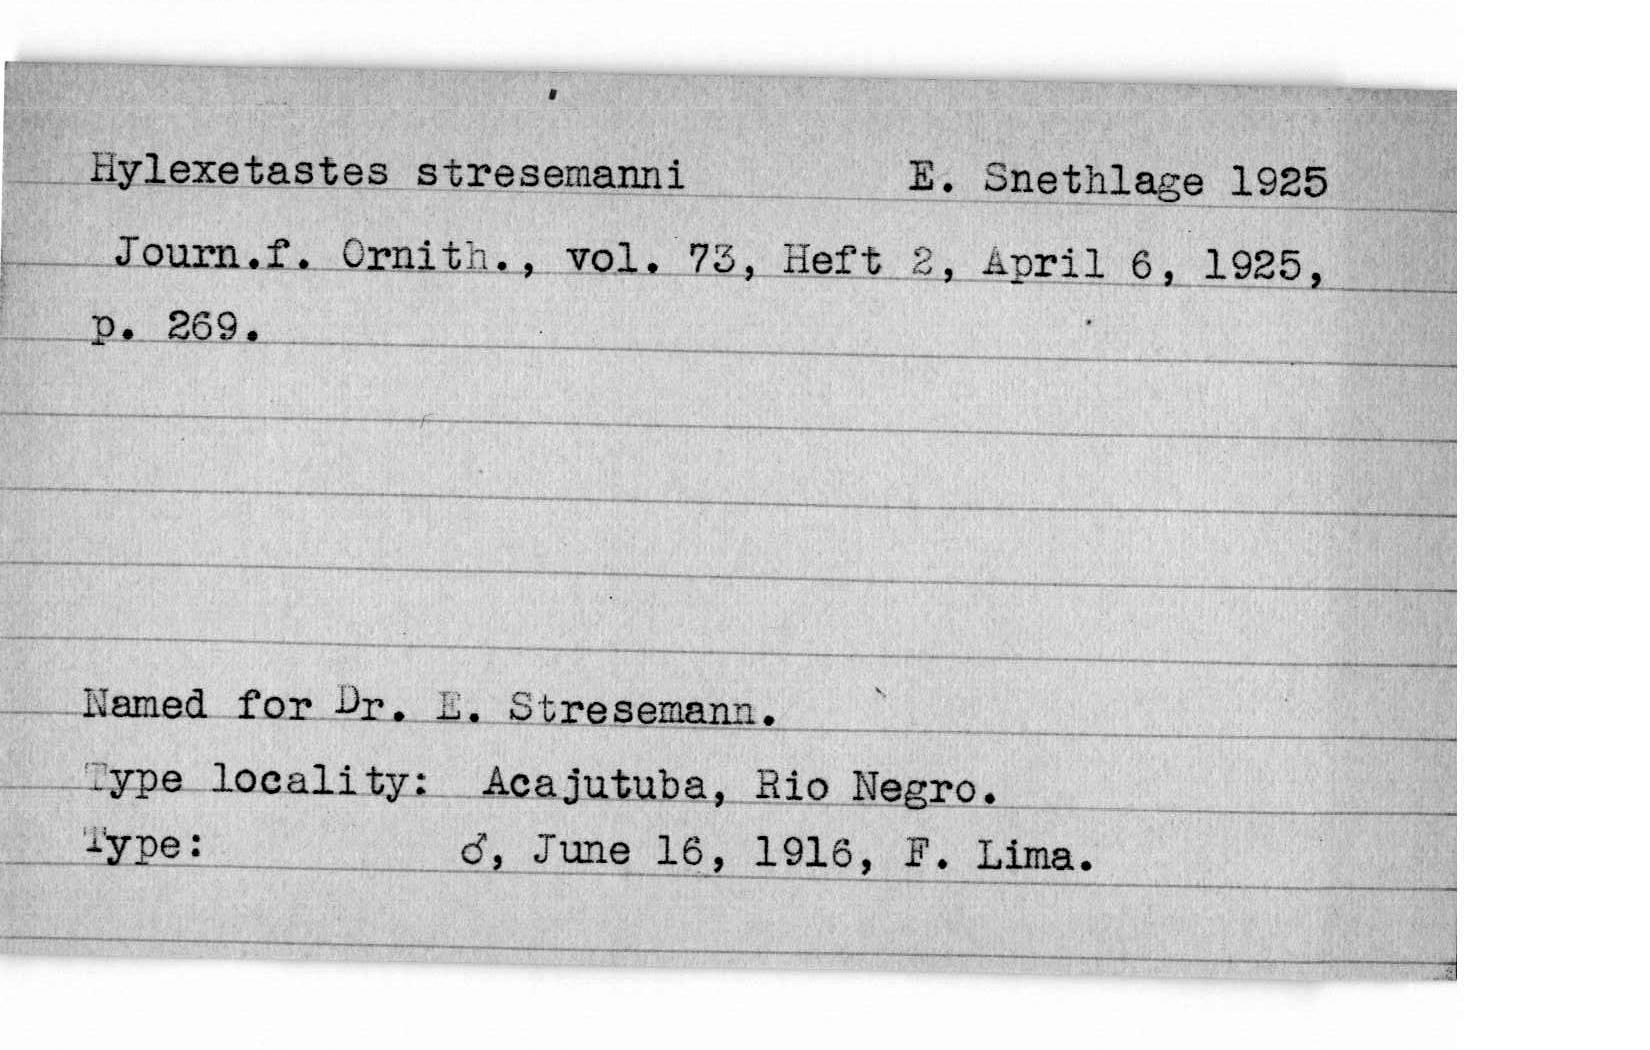 Hylexetastes stresemanni E. Snethlage 1925
Journ.f. Ornith., vol. 73, Heft 2, April 6, 1925,
p. 269.
Named for Dr. E. Stresemann.
Type locality: Acajutuba, Rio Negro.
Type: ♂, June 16, 1916, F. Lima.